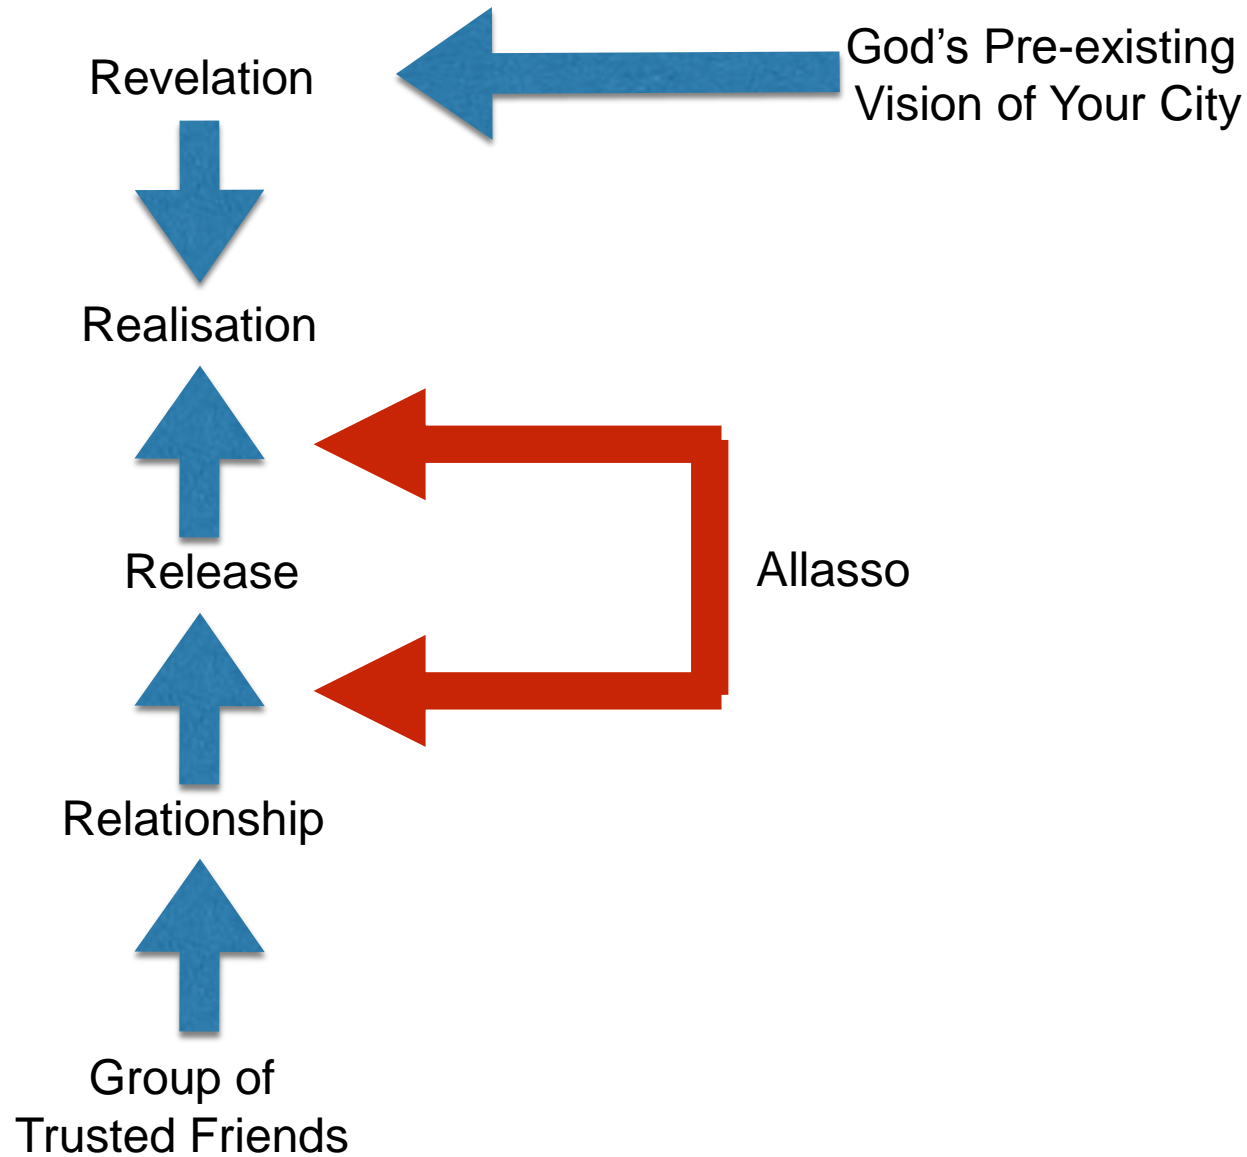 Revelation
God’s Pre-existing
Vision of Your City
Realisation
Release
Allasso
Relationship
Group of
Trusted Friends